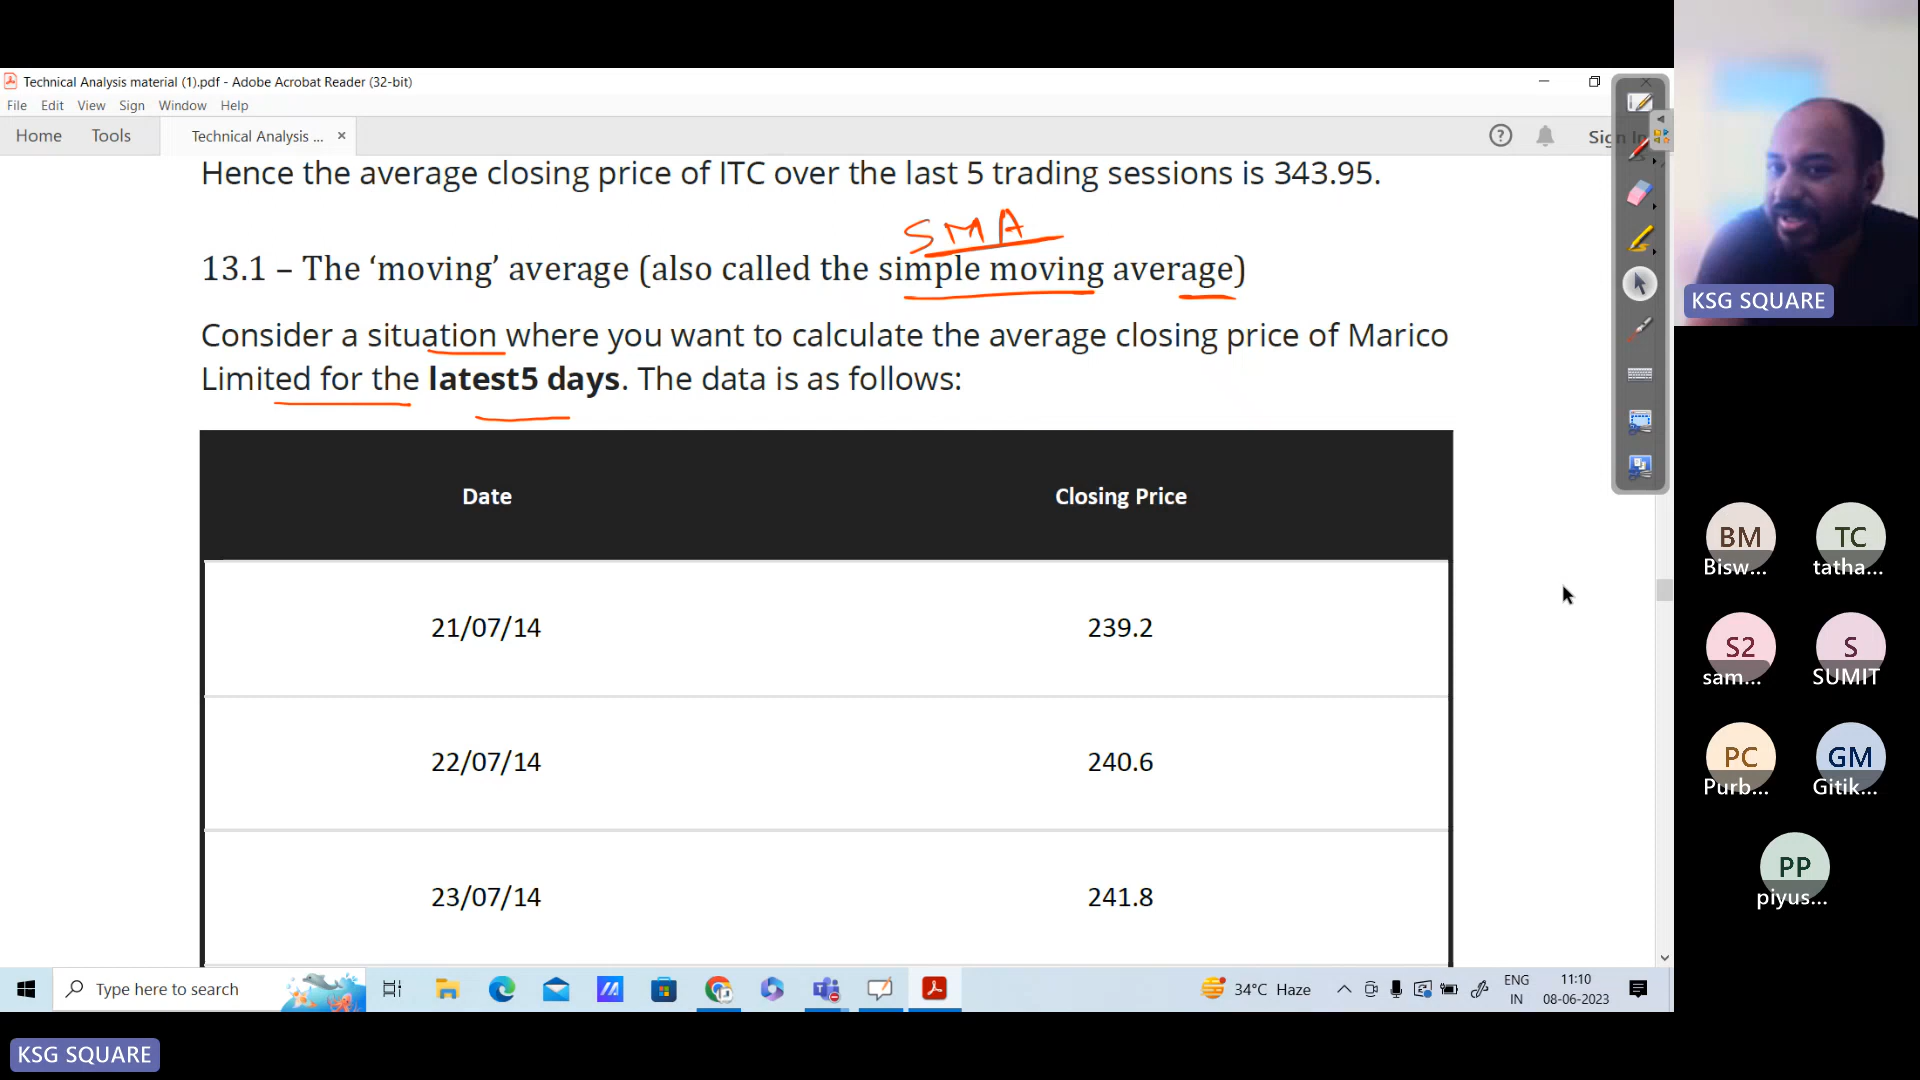 Technical Analysis material (1).pdf - Adobe Acrobat Reader (32-bit)
File Edit View Sign Window Help
Home Tools Technical Analysis ... × Sign In
Hence the average closing price of ITC over the last 5 trading sessions is 343.95.
SMA
13.1 – The ‘moving’ average (also called the simple moving average)
Consider a situation where you want to calculate the average closing price of Marico
Limited for the latest5 days. The data is as follows:
Date Closing Price
21/07/14 239.2
22/07/14 240.6
23/07/14 241.8
Type here to search
34°C Haze
ENG
IN
11:10
08-06-2023
KSG SQUARE
BM
Bisw...
TC
tatha...
S2
sam...
S
SUMIT
PC
Purb...
GM
Gitik...
PP
piyus...
KSG SQUARE